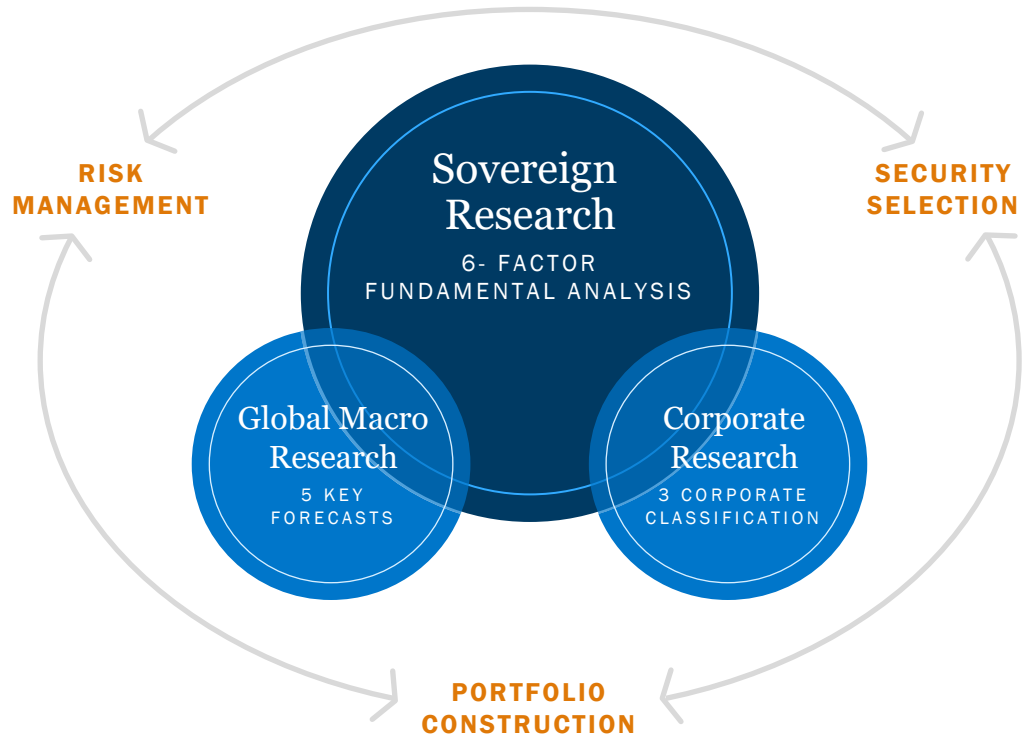 Sovereign
Research
6- FACTOR
FUNDAMENTAL ANALYSIS
RISK
MANAGEMENT
SECURITY
SELECTION
Global Macro
Research
5 KEY
FORECASTS
Corporate
Research
3 CORPORATE
CLASSIFICATION
PORTFOLIO
CONSTRUCTION